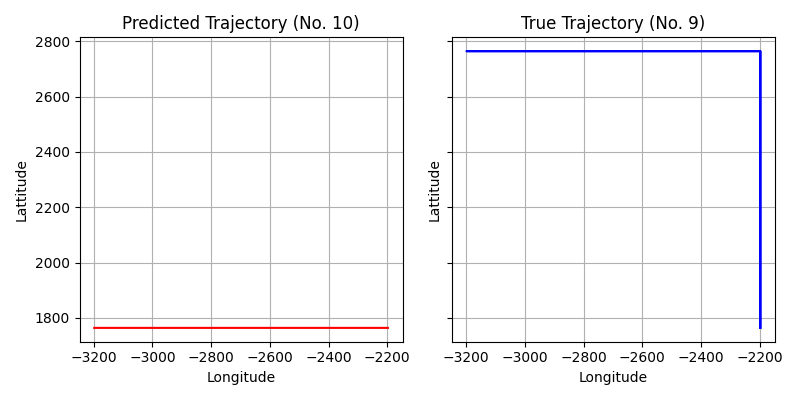 Predicted Trajectory (No. 10)
True Trajectory (No. 9)
Lattitude
2800
2600
2400
2200
2000
1800
−3200 −3000 −2800 −2600 −2400 −2200
Longitude
Lattitude
−3200 −3000 −2800 −2600 −2400 −2200
Longitude